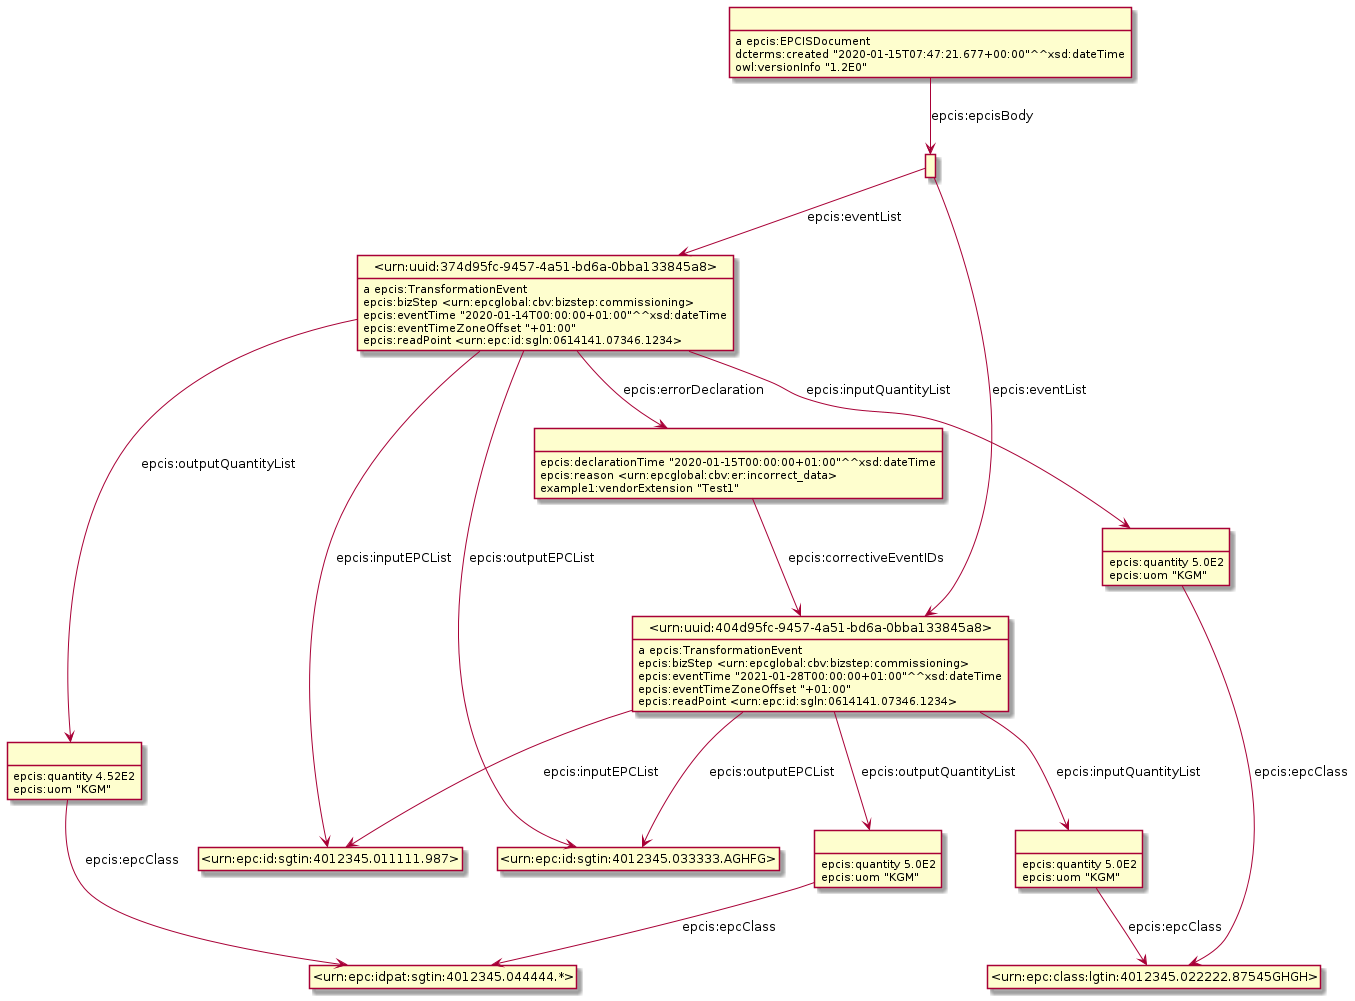 a epcis:EPCISDocument
dcterms:created "2020-01-15T07:47:21.677+00:00"^^xsd:dateTime
owl:versionInfo "1.2E0"
epcis:epcisBody
epcis:eventList
<urn:uuid:374d95fc-9457-4a51-bd6a-0bba133845a8>
a epcis:TransformationEvent
epcis:bizStep <urn:epcglobal:cbv:bizstep:commissioning>
epcis:eventTime "2020-01-14T00:00:00+01:00"^^xsd:dateTime
epcis:eventTimeZoneOffset "+01:00"
epcis:readPoint <urn:epc:id:sgln:0614141.07346.1234>
epcis:errorDeclaration
epcis:inputQuantityList
epcis:eventList
epcis:outputQuantityList
epcis:declarationTime "2020-01-15T00:00:00+01:00"^^xsd:dateTime
epcis:reason <urn:epcglobal:cbv:er:incorrect_data>
example1:vendorExtension "Test1"
epcis:inputEPCList
epcis:outputEPCList
epcis:correctiveEventIDs
epcis:quantity 5.0E2
epcis:uom "KGM"
<urn:uuid:404d95fc-9457-4a51-bd6a-0bba133845a8>
a epcis:TransformationEvent
epcis:bizStep <urn:epcglobal:cbv:bizstep:commissioning>
epcis:eventTime "2021-01-28T00:00:00+01:00"^^xsd:dateTime
epcis:eventTimeZoneOffset "+01:00"
epcis:readPoint <urn:epc:id:sgln:0614141.07346.1234>
epcis:quantity 4.52E2
epcis:uom "KGM"
epcis:inputEPCList
epcis:outputEPCList
epcis:outputQuantityList
epcis:inputQuantityList
epcis:epcClass
epcis:epcClass
<urn:epc:id:sgtin:4012345.011111.987>
<urn:epc:id:sgtin:4012345.033333.AGHFG>
epcis:quantity 5.0E2
epcis:uom "KGM"
epcis:quantity 5.0E2
epcis:uom "KGM"
epcis:epcClass
epcis:epcClass
<urn:epc:idpat:sgtin:4012345.044444.*>
<urn:epc:class:lgtin:4012345.022222.87545GHGH>